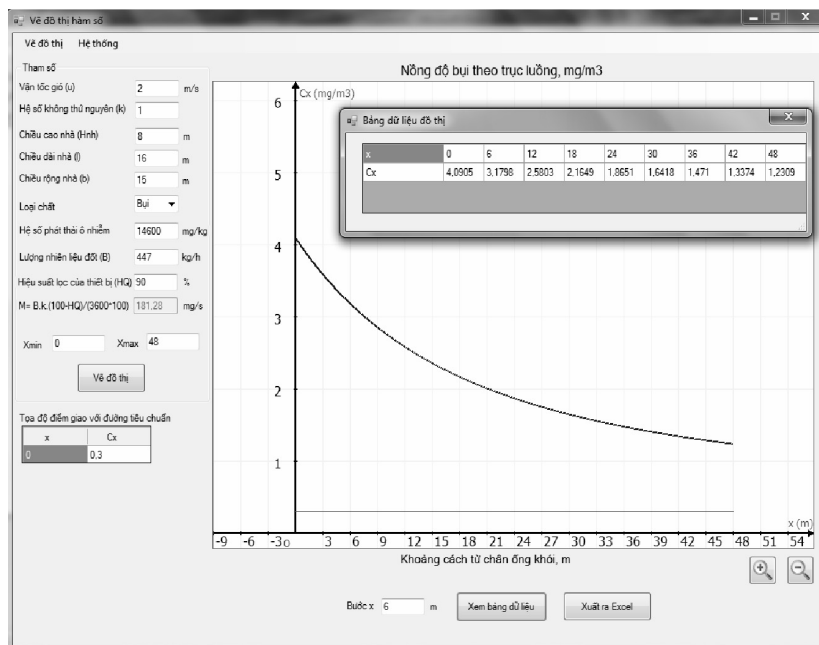 Vẽ đồ thị hàm số
Vẽ đồ thị Hệ thống
Tham số
Vận tốc gió (u) 2 m/s
Hệ số không thứ nguyên (k) 1
Chiều cao nhà (Hnh) 8 m
Chiều dài nhà (l) 16 m
Chiều rộng nhà (b) 15 m
Loại chất Bụi
Hệ số phát thải ô nhiễm 14600 mg/kg
Lượng nhiên liệu đốt (B) 447 kg/h
Hiệu suất lọc của thiết bị (HQ) 90 %
M= B.k.(100-HQ)/(3600*100) 181,28 mg/s
Xmin 0 Xmax 48
Vẽ đồ thị
Tọa độ điểm giao với đường tiêu chuẩn
x Cx
0 0.3
Nồng độ bụi theo trục luồng, mg/m3
Cx (mg/m3)
6
5
4
3
2
1
Bảng dữ liệu đồ thị
x 0 6 12 18 24 30 36 42 48
Cx 4,0905 3,1798 2,5803 2,1649 1,8651 1,6418 1,471 1,3374 1,2309
x (m)
-9 -6 -3 0 3 6 9 12 15 18 21 24 27 30 33 36 39 42 45 48 51 54
Khoảng cách từ chân ống khói, m
Bước x 6 m Xem bảng dữ liệu Xuất ra Excel